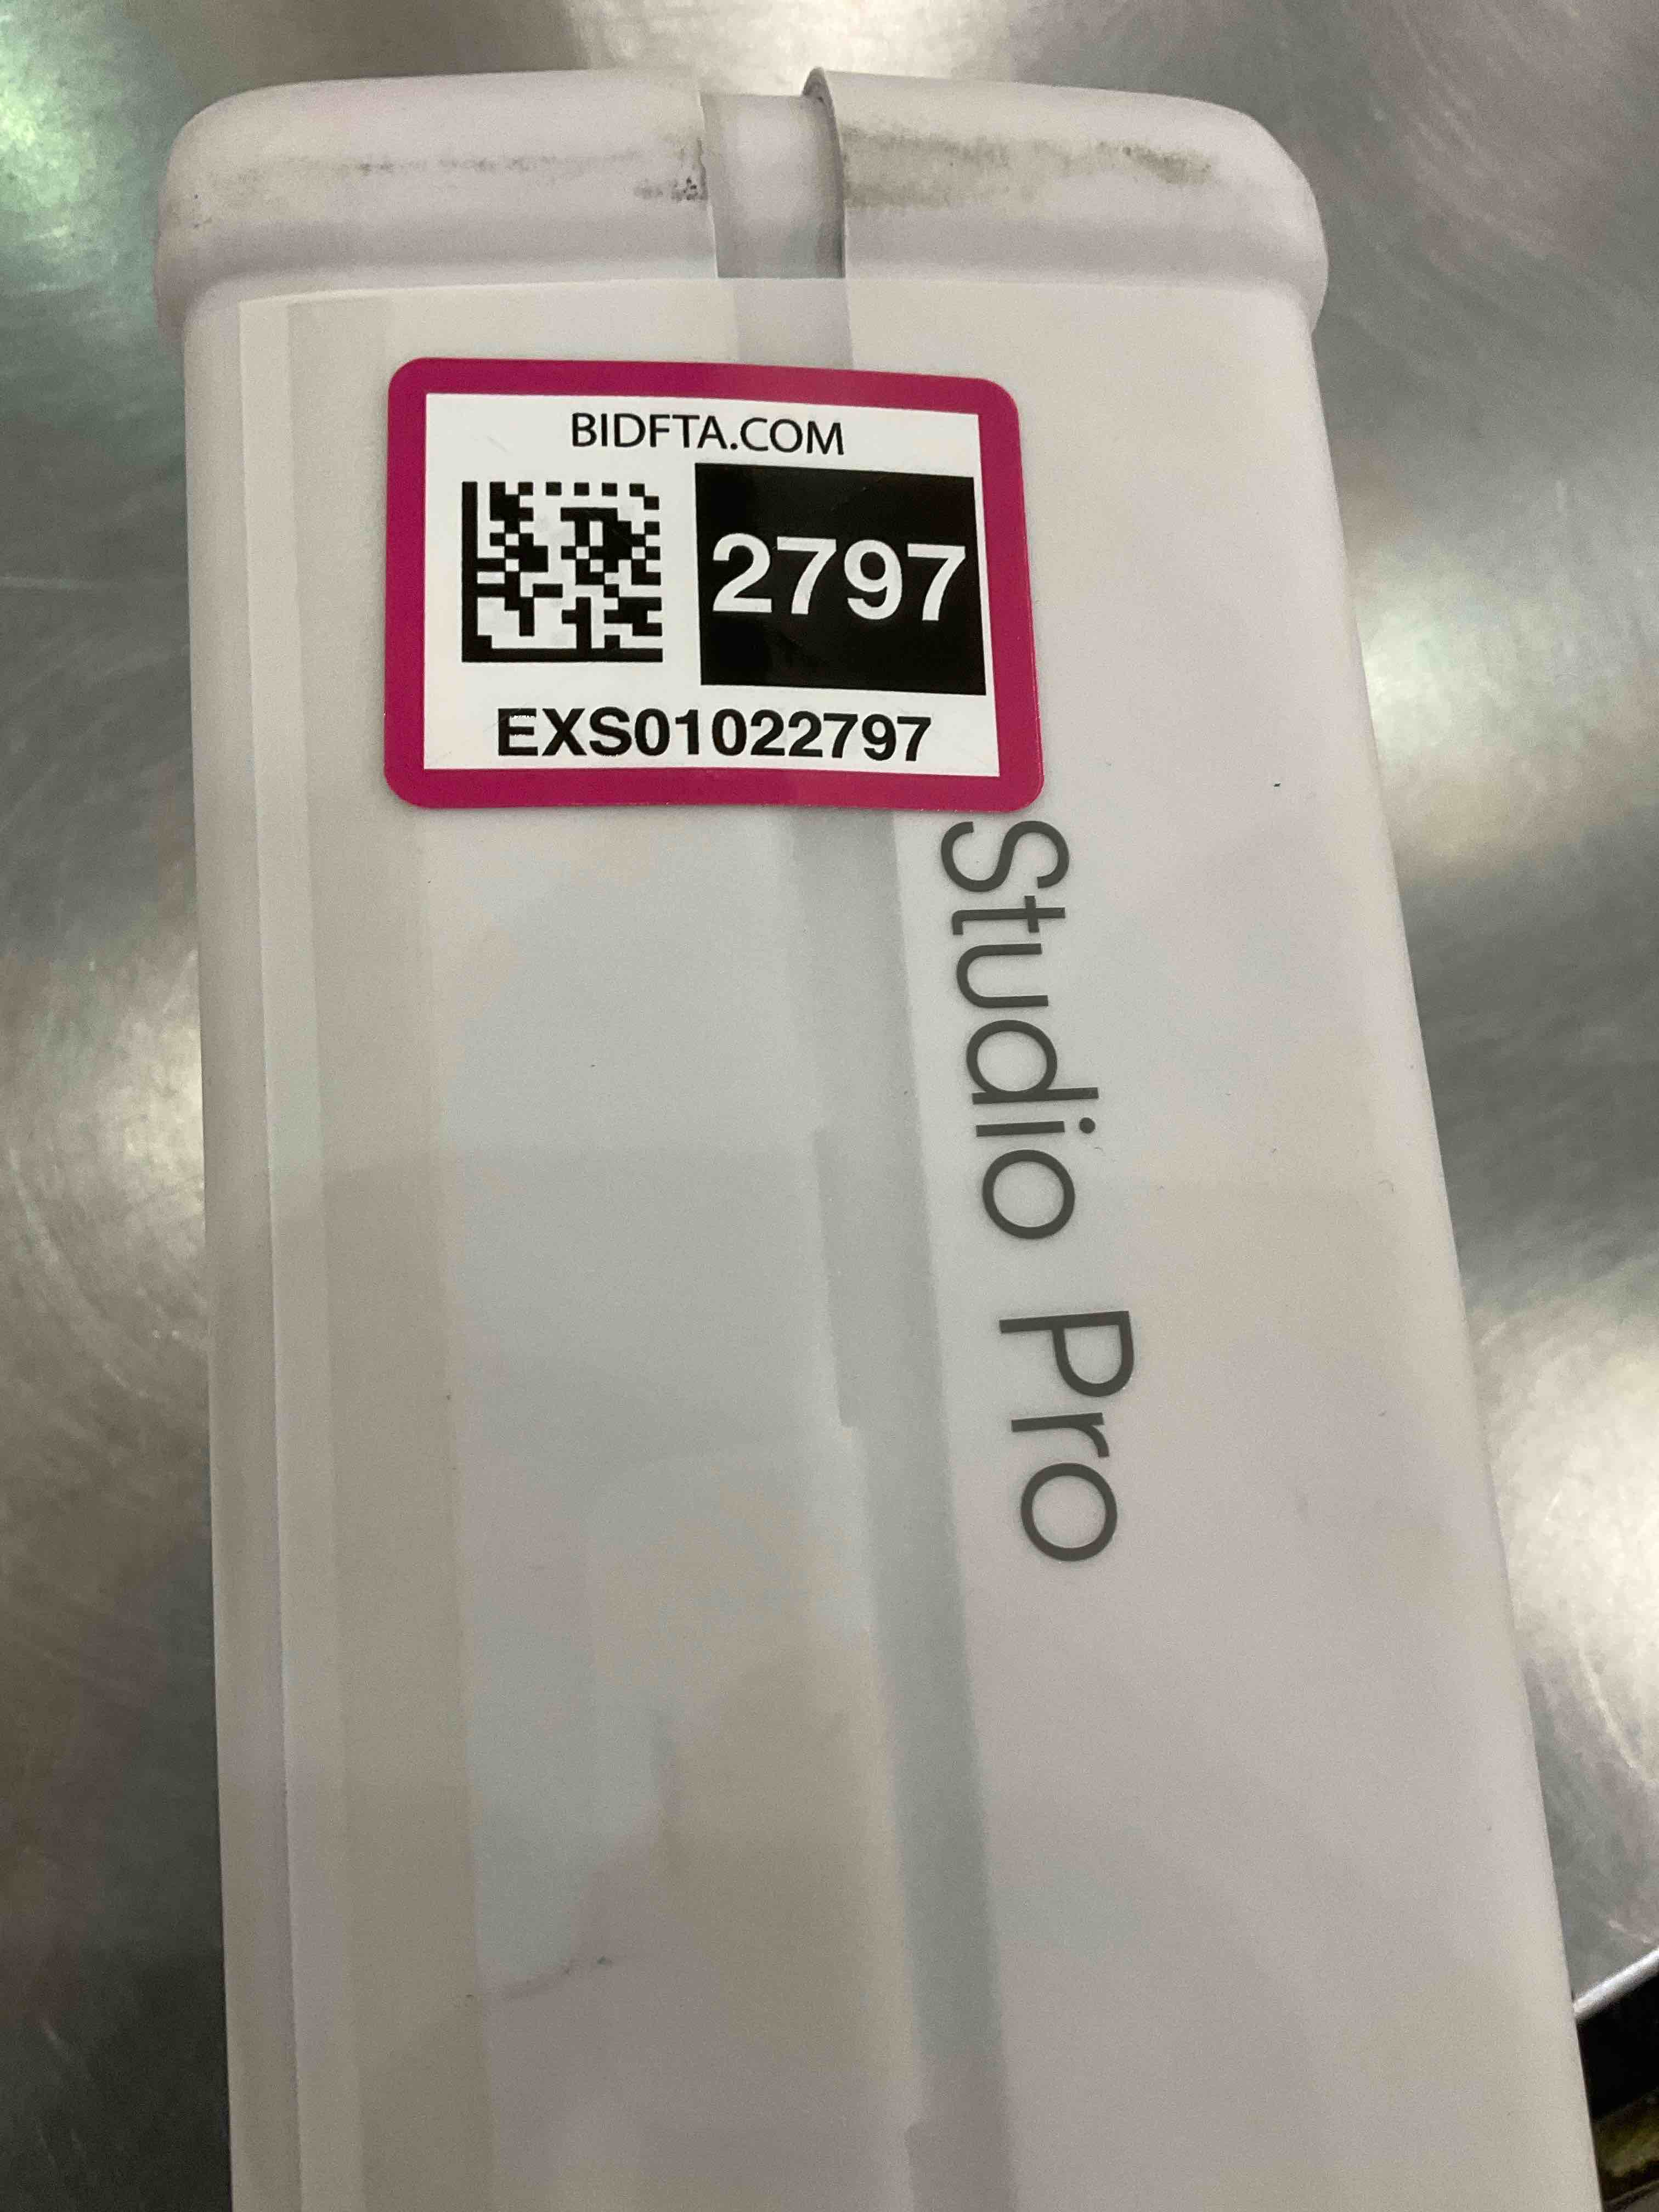 BIDFTA.COM
2797
EXS01022797
Studio Pro